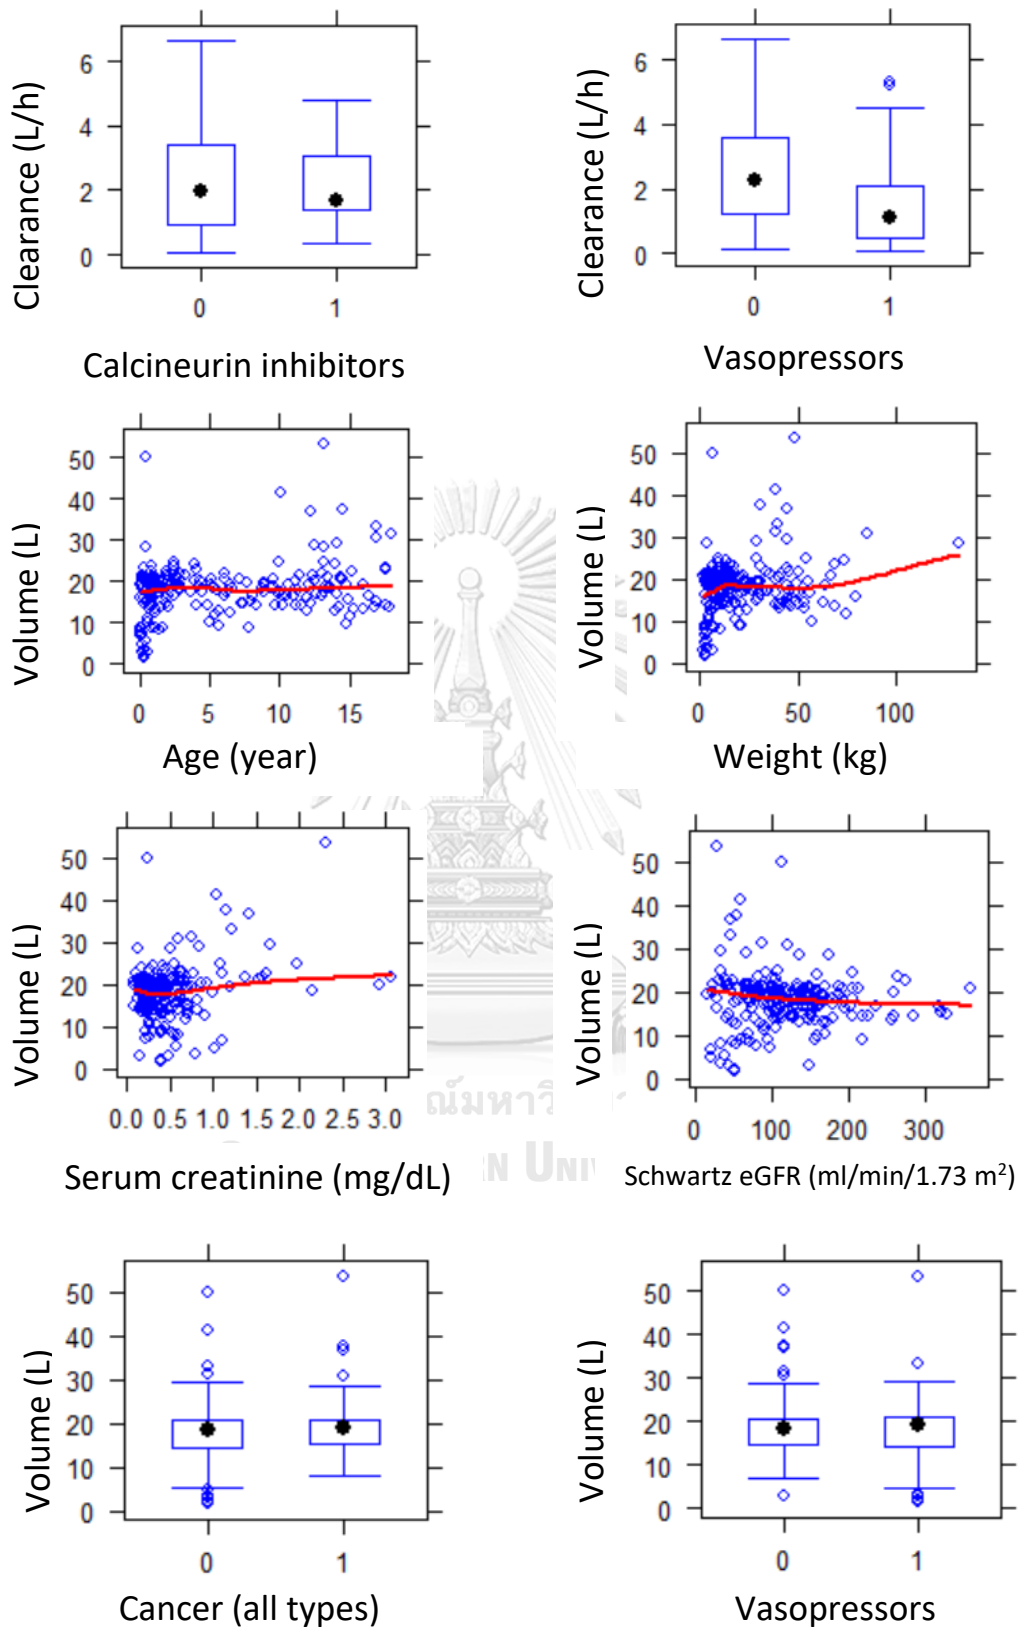 Clearance (L/h)
6
4
2
0
0 1
Calcineurin inhibitors
Clearance (L/h)
6
4
2
0
0 1
Vasopressors
Volume (L)
50
40
30
20
10
0
0 5 10 15
Age (year)
Volume (L)
50
40
30
20
10
0
0 50 100
Weight (kg)
Volume (L)
50
40
30
20
10
0
0.0 0.5 1.0 1.5 2.0 2.5 3.0
Serum creatinine (mg/dL)
Volume (L)
50
40
30
20
10
0
0 100 200 300
Schwartz eGFR (ml/min/1.73 m²)
Volume (L)
50
40
30
20
10
0
0 1
Cancer (all types)
Volume (L)
50
40
30
20
10
0
0 1
Vasopressors